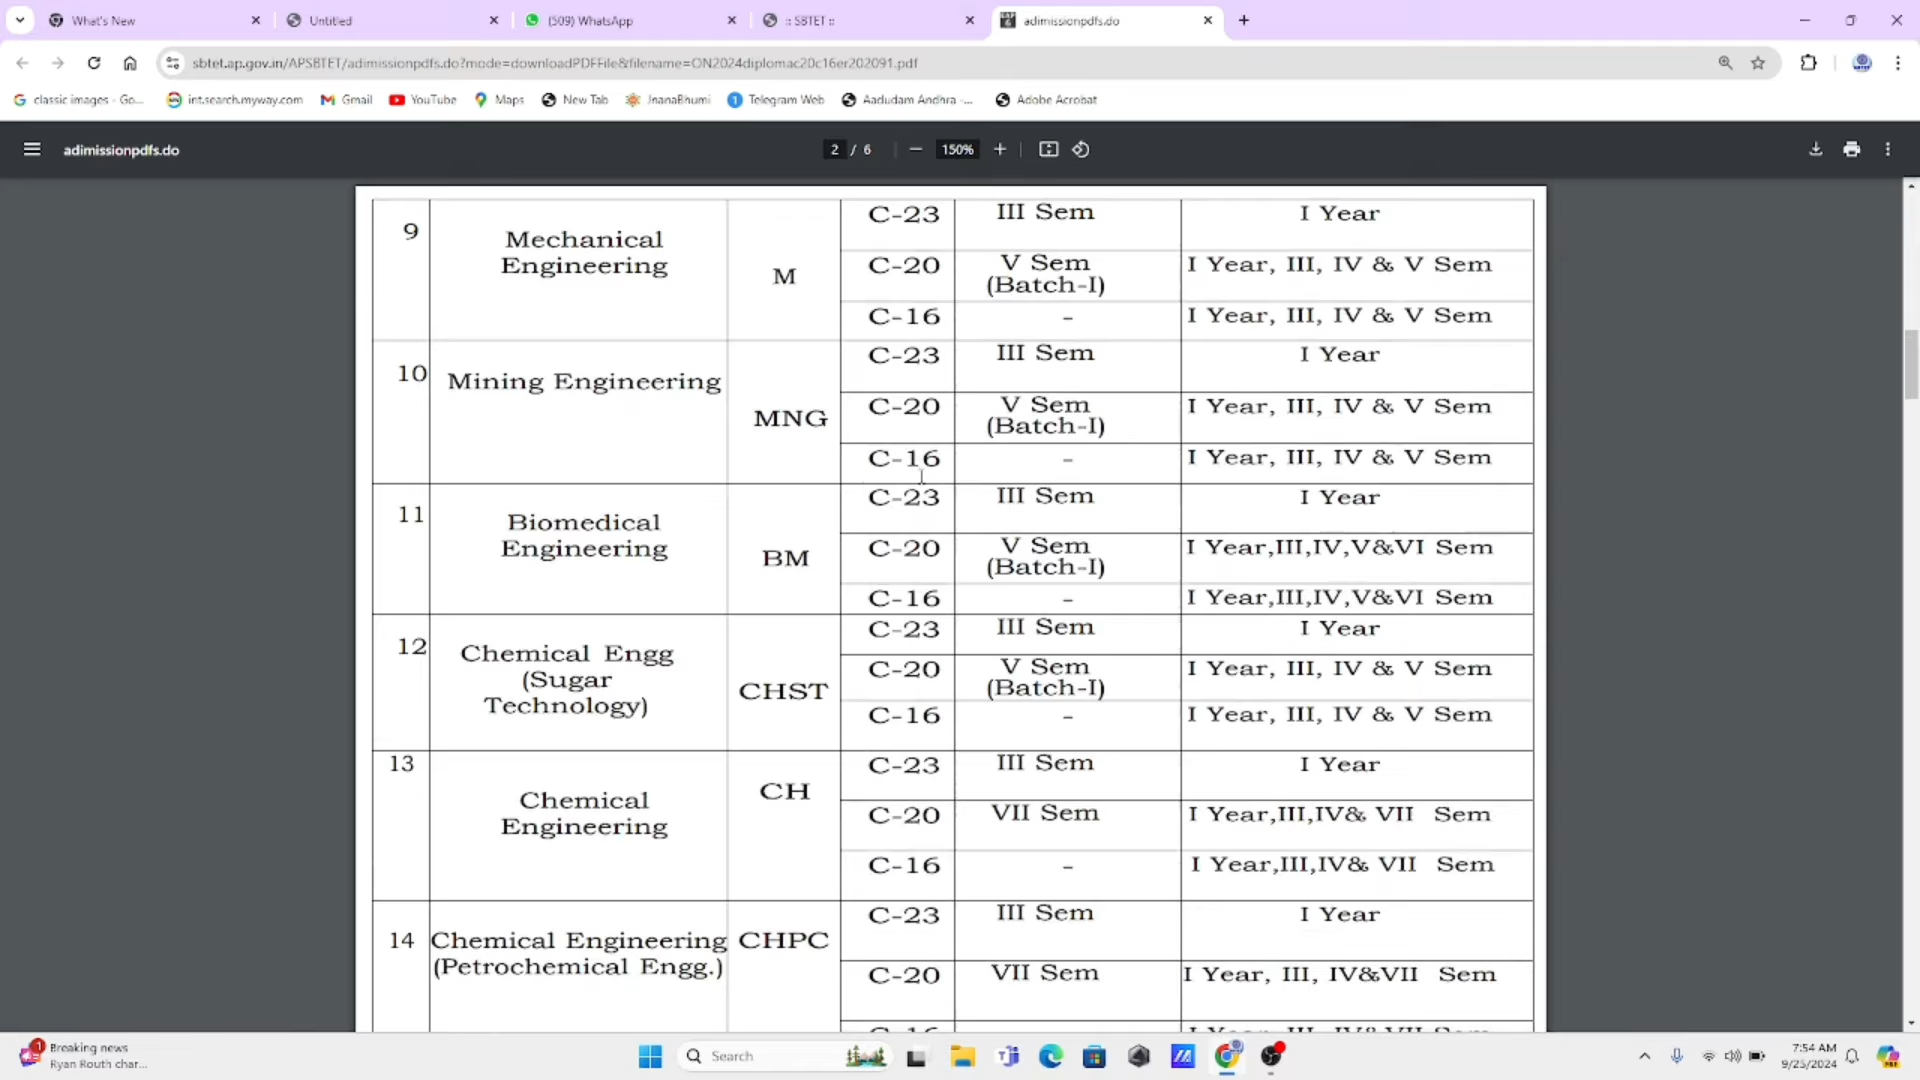 What's New
Untitled
(509) WhatsApp
:: SBTET ::
adimissionpdfs.do
sbtet.ap.gov.in/APSBTET/adimissionpdfs.do?mode=downloadPDFFile&filename=ON2024diplomac20c16er202091.pdf
classic images - Go...
int.search.myway.com
Gmail
YouTube
Maps
New Tab
JnanaBhumi
Telegram Web
Aadudam Andhra -...
Adobe Acrobat
adimissionpdfs.do
2 / 6
150%
9 Mechanical Engineering M C-23 III Sem I Year
C-20 V Sem (Batch-I) I Year, III, IV & V Sem
C-16 - I Year, III, IV & V Sem
10 Mining Engineering MNG C-23 III Sem I Year
C-20 V Sem (Batch-I) I Year, III, IV & V Sem
C-16 - I Year, III, IV & V Sem
11 Biomedical Engineering BM C-23 III Sem I Year
C-20 V Sem (Batch-I) I Year,III,IV,V&VI Sem
C-16 - I Year,III,IV,V&VI Sem
12 Chemical Engg (Sugar Technology) CHST C-23 III Sem I Year
C-20 V Sem (Batch-I) I Year, III, IV & V Sem
C-16 - I Year, III, IV & V Sem
13 Chemical Engineering CH C-23 III Sem I Year
C-20 VII Sem I Year,III,IV& VII Sem
C-16 - I Year,III,IV& VII Sem
14 Chemical Engineering (Petrochemical Engg.) CHPC C-23 III Sem I Year
C-20 VII Sem I Year, III, IV&VII Sem
Breaking news
Ryan Routh char...
Search
7:54 AM
9/25/2024